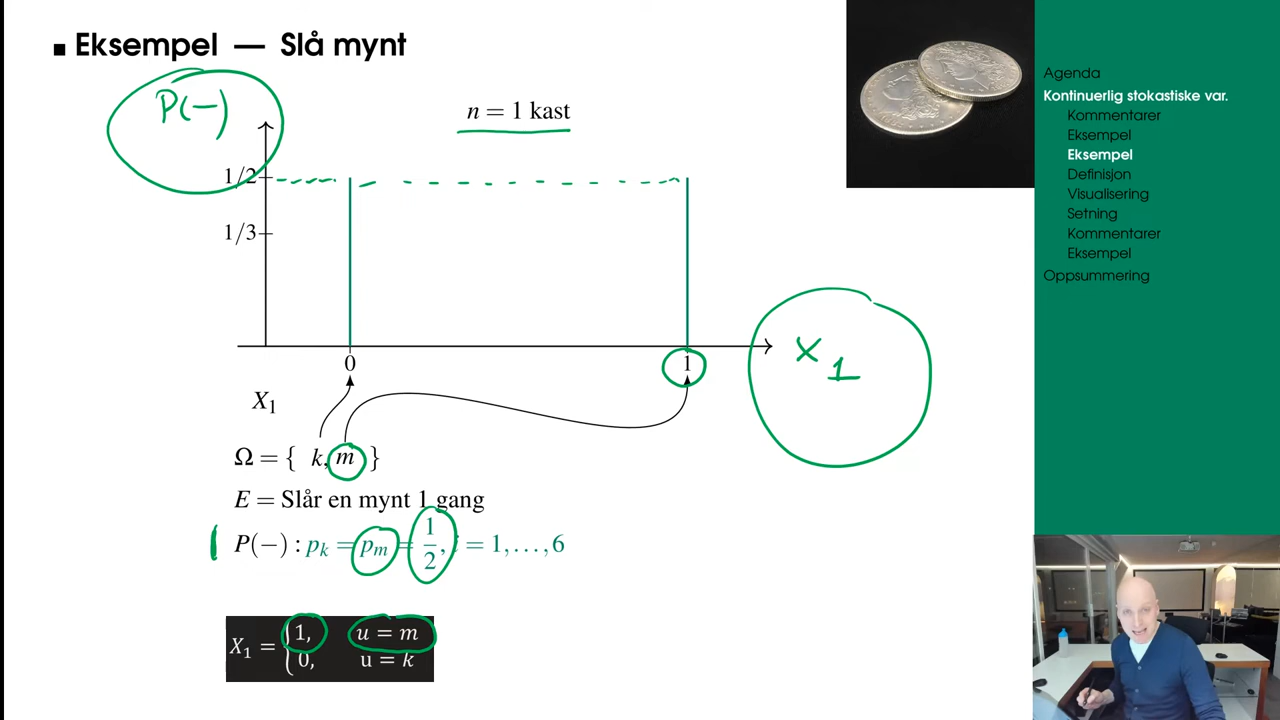 Eksempel — Slå mynt
P(−)
n = 1 kast
1/2
1/3
0
1
X 1
X₁
Ω = { k, m }
E = Slår en mynt 1 gang
P(−) : pₖ = pₘ = 1/2, = 1,…,6
X₁ = { 1, u = m
0, u = k
Agenda
Kontinuerlig stokastiske var.
Kommentarer
Eksempel
Eksempel
Definisjon
Visualisering
Setning
Kommentarer
Eksempel
Oppsummering